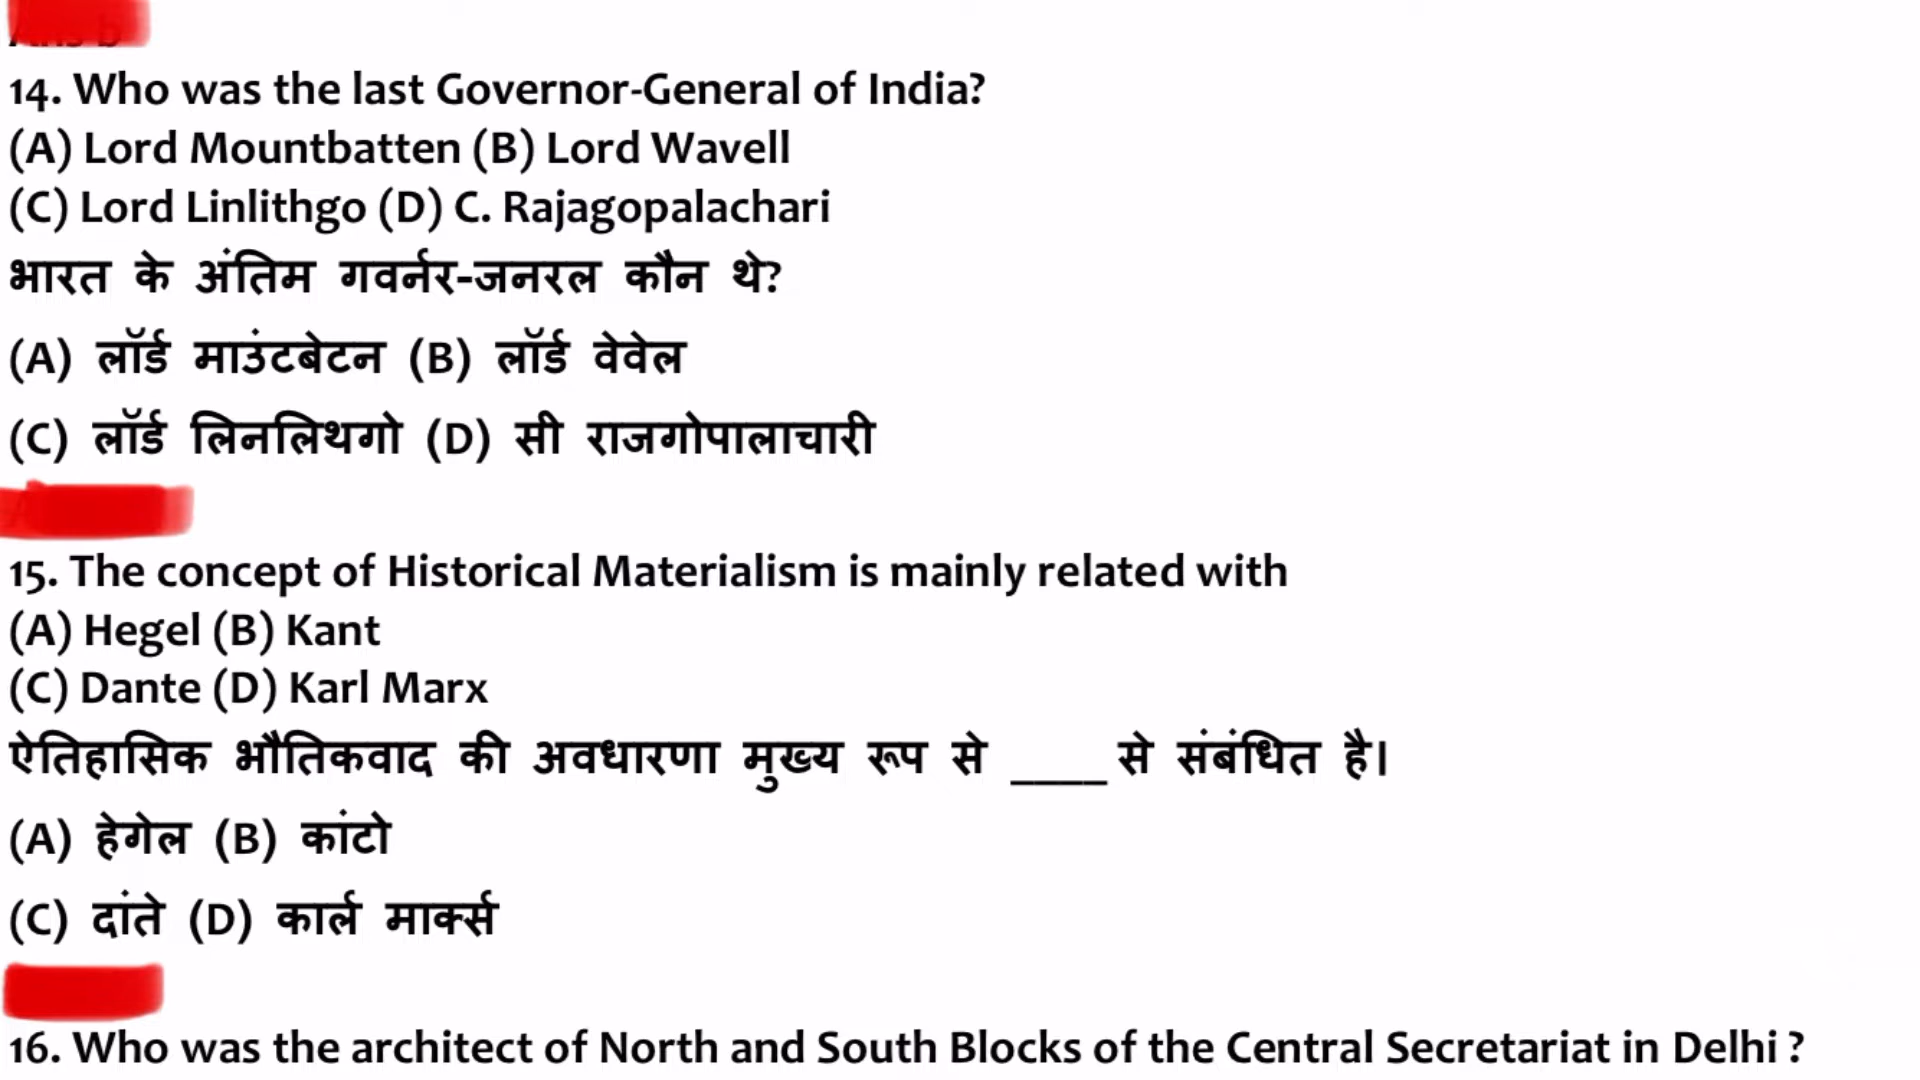 14. Who was the last Governor-General of India?
(A) Lord Mountbatten (B) Lord Wavell
(C) Lord Linlithgo (D) C. Rajagopalachari
भारत के अंतिम गवर्नर-जनरल कौन थे?
(A) लॉर्ड माउंटबेटन (B) लॉर्ड वेवेल
(C) लॉर्ड लिनलिथगो (D) सी राजगोपालाचारी
15. The concept of Historical Materialism is mainly related with
(A) Hegel (B) Kant
(C) Dante (D) Karl Marx
ऐतिहासिक भौतिकवाद की अवधारणा मुख्य रूप से ____ से संबंधित है।
(A) हेगेल (B) कांटो
(C) दांते (D) कार्ल मार्क्स
16. Who was the architect of North and South Blocks of the Central Secretariat in Delhi ?